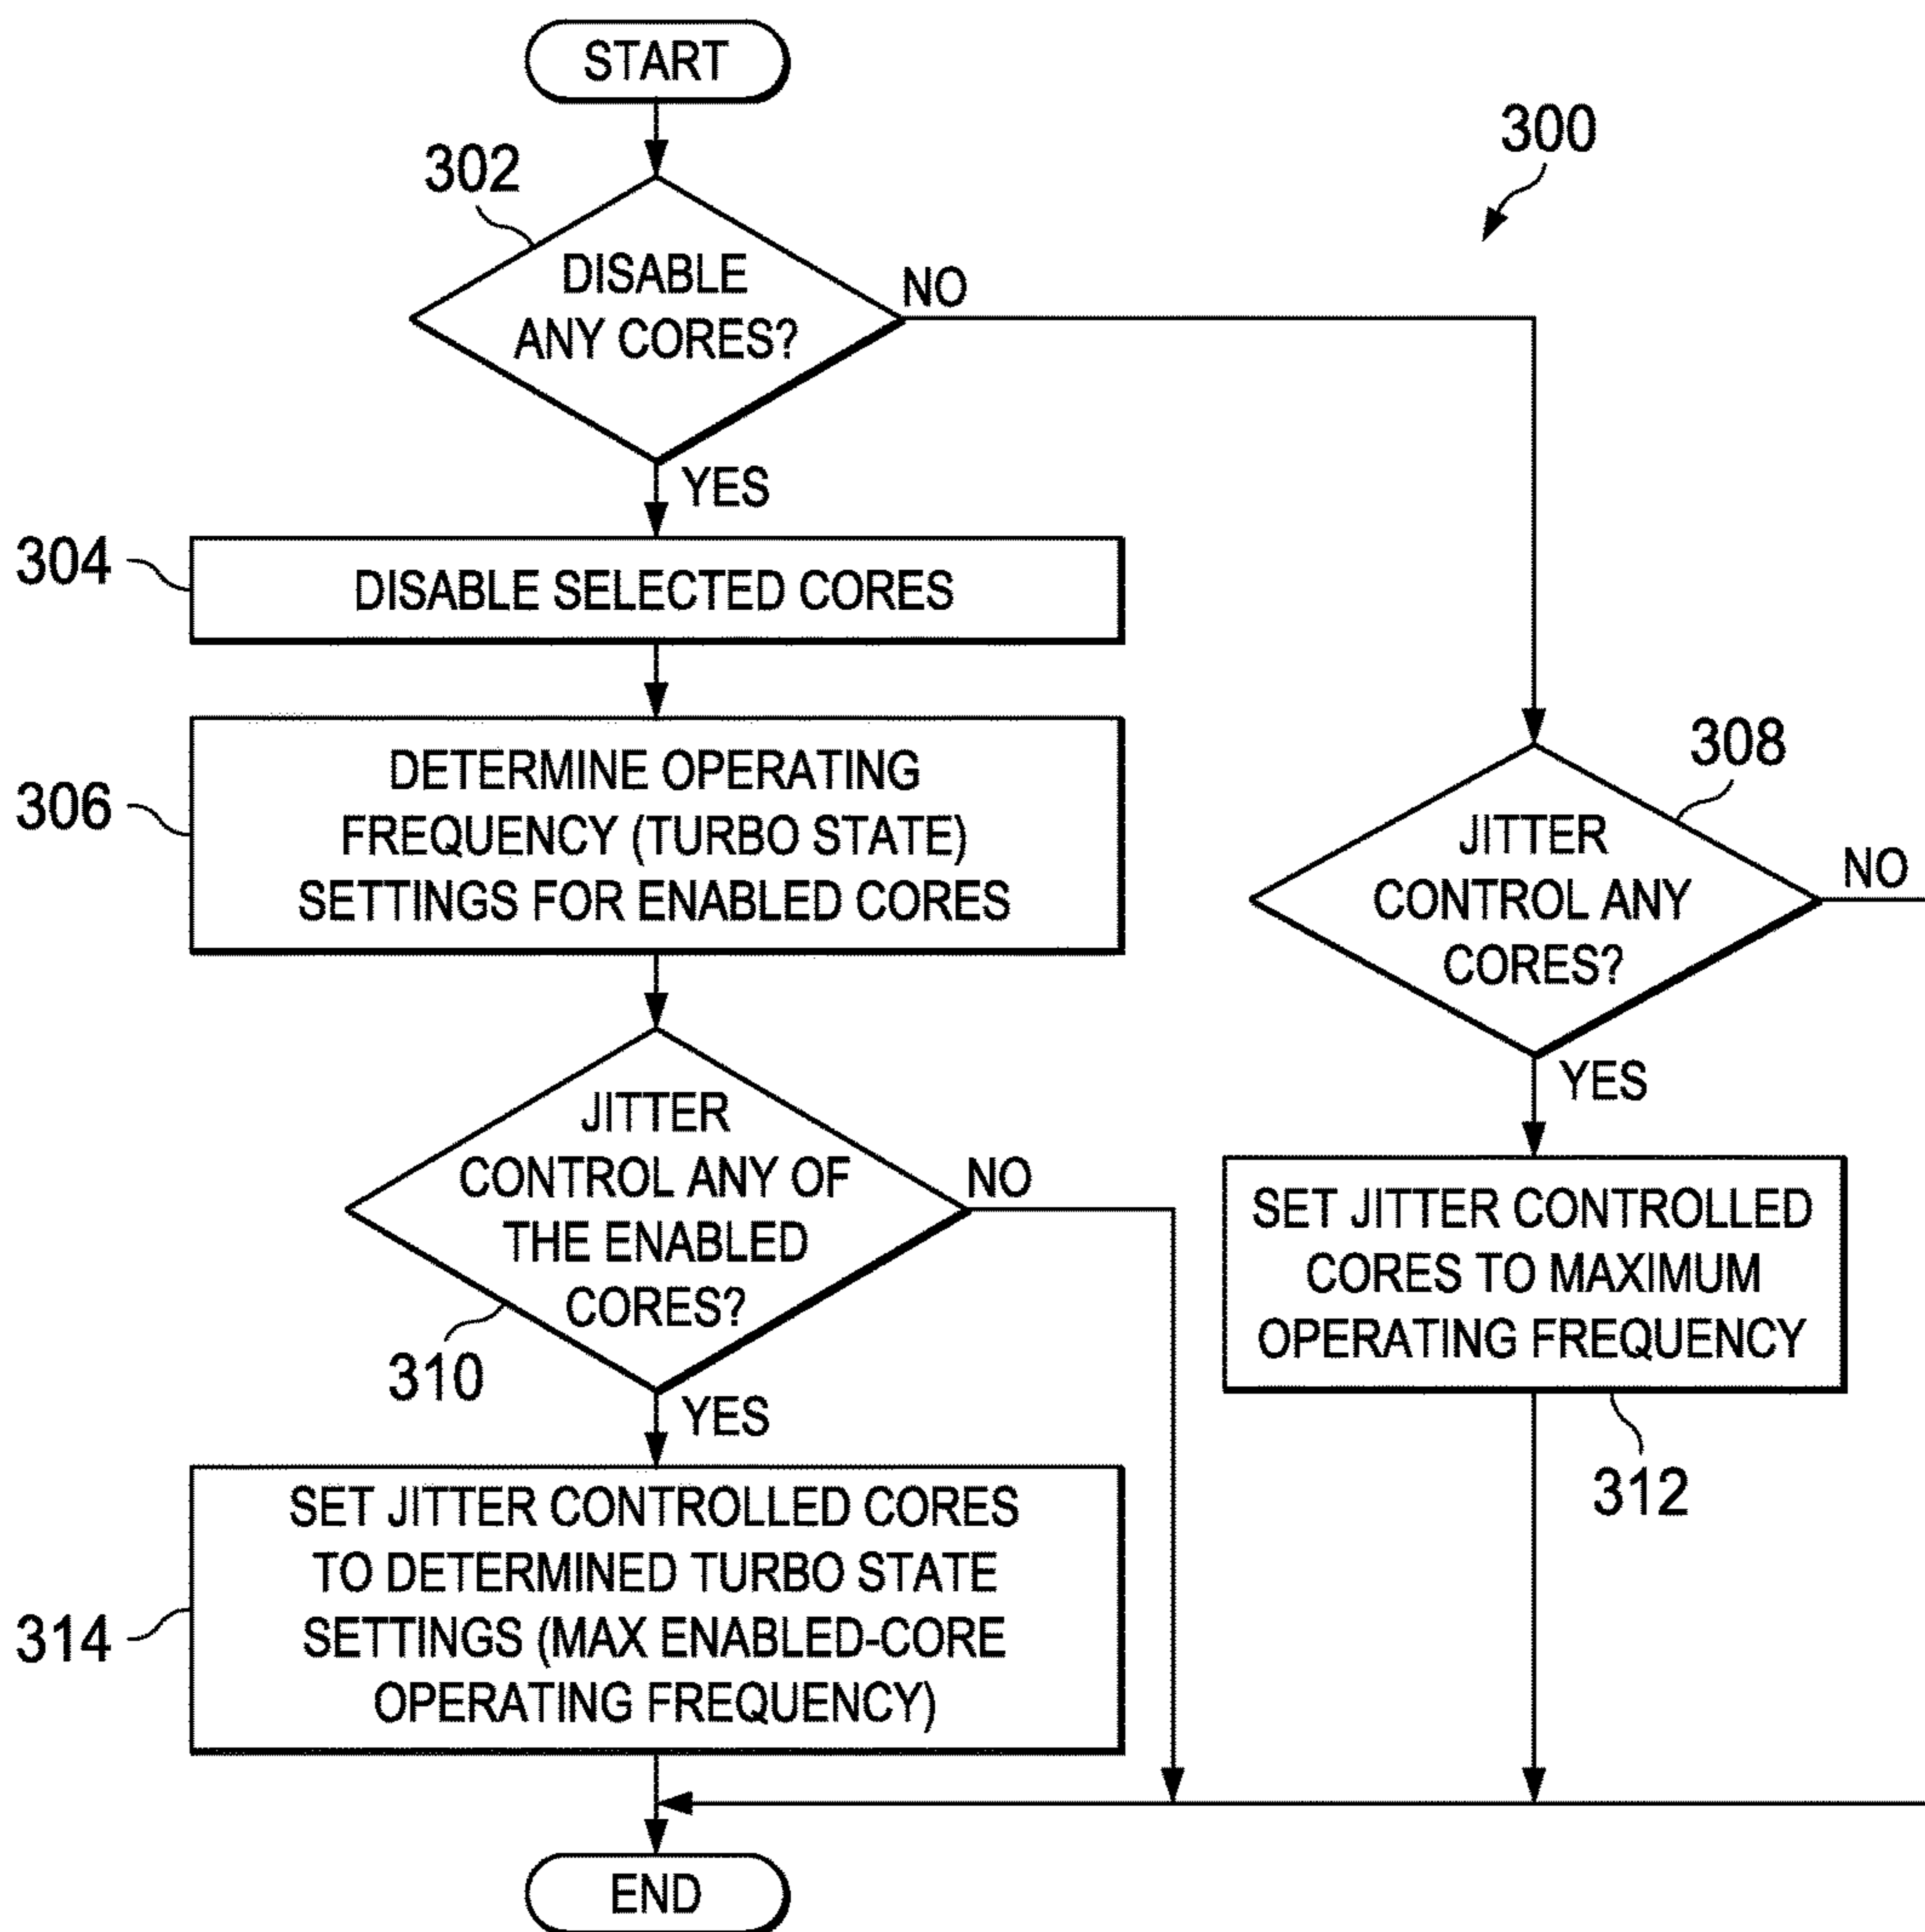 START
300
302
DISABLE
ANY CORES?
NO
YES
304
DISABLE SELECTED CORES
306
DETERMINE OPERATING
FREQUENCY (TURBO STATE)
SETTINGS FOR ENABLED CORES
308
JITTER
CONTROL ANY
CORES?
NO
YES
JITTER
CONTROL ANY OF
THE ENABLED
CORES?
NO
310
YES
SET JITTER CONTROLLED
CORES TO MAXIMUM
OPERATING FREQUENCY
312
314
SET JITTER CONTROLLED CORES
TO DETERMINED TURBO STATE
SETTINGS (MAX ENABLED-CORE
OPERATING FREQUENCY)
END